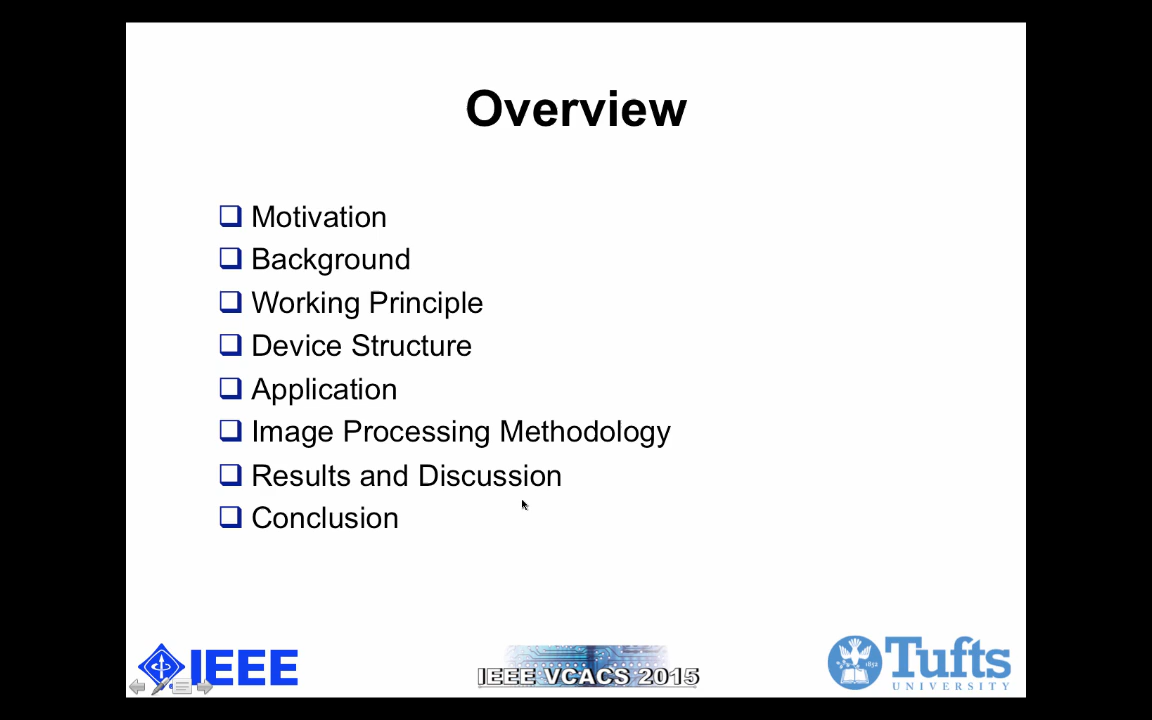 Overview
Motivation
Background
Working Principle
Device Structure
Application
Image Processing Methodology
Results and Discussion
Conclusion
IEEE
IEEE VCACS 2015
1852
Tufts
UNIVERSITY